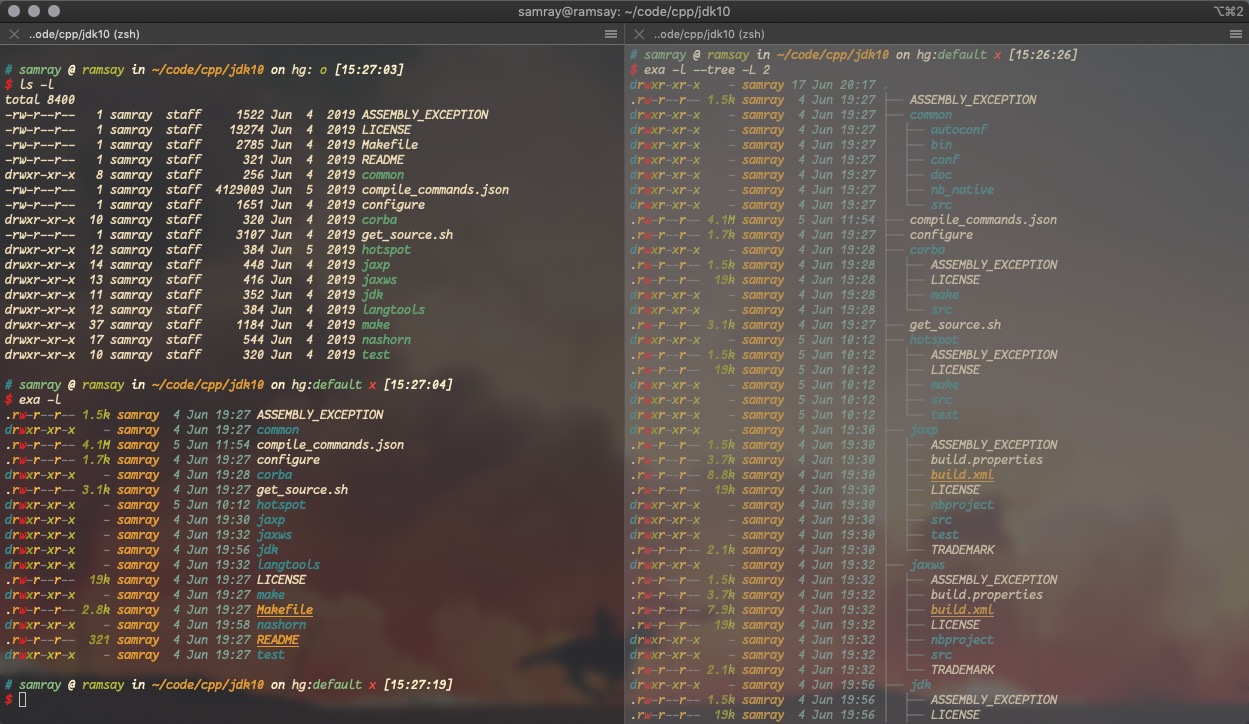 samray@ramsay: ~/code/cpp/jdk10
⌥⌘2
..ode/cpp/jdk10 (zsh)
# samray @ ramsay in ~/code/cpp/jdk10 on hg: o [15:27:03]
$ ls -l
total 8400
-rw-r--r-- 1 samray staff 1522 Jun 4 2019 ASSEMBLY_EXCEPTION
-rw-r--r-- 1 samray staff 19274 Jun 4 2019 LICENSE
-rw-r--r-- 1 samray staff 2785 Jun 4 2019 Makefile
-rw-r--r-- 1 samray staff 321 Jun 4 2019 README
drwxr-xr-x 8 samray staff 256 Jun 4 2019 common
-rw-r--r-- 1 samray staff 4129009 Jun 5 2019 compile_commands.json
-rw-r--r-- 1 samray staff 1651 Jun 4 2019 configure
drwxr-xr-x 10 samray staff 320 Jun 4 2019 corba
-rw-r--r-- 1 samray staff 3107 Jun 4 2019 get_source.sh
drwxr-xr-x 12 samray staff 384 Jun 5 2019 hotspot
drwxr-xr-x 14 samray staff 448 Jun 4 2019 jaxp
drwxr-xr-x 13 samray staff 416 Jun 4 2019 jaxws
drwxr-xr-x 11 samray staff 352 Jun 4 2019 jdk
drwxr-xr-x 12 samray staff 384 Jun 4 2019 langtools
drwxr-xr-x 37 samray staff 1184 Jun 4 2019 make
drwxr-xr-x 17 samray staff 544 Jun 4 2019 nashorn
drwxr-xr-x 10 samray staff 320 Jun 4 2019 test
# samray @ ramsay in ~/code/cpp/jdk10 on hg:default x [15:27:04]
$ exa -l
.rw-r--r-- 1.5k samray 4 Jun 19:27 ASSEMBLY_EXCEPTION
drwxr-xr-x - samray 4 Jun 19:27 common
.rw-r--r-- 4.1M samray 5 Jun 11:54 compile_commands.json
.rw-r--r-- 1.7k samray 4 Jun 19:27 configure
drwxr-xr-x - samray 4 Jun 19:28 corba
.rw-r--r-- 3.1k samray 4 Jun 19:27 get_source.sh
drwxr-xr-x - samray 5 Jun 10:12 hotspot
drwxr-xr-x - samray 4 Jun 19:30 jaxp
drwxr-xr-x - samray 4 Jun 19:32 jaxws
drwxr-xr-x - samray 4 Jun 19:56 jdk
drwxr-xr-x - samray 4 Jun 19:32 langtools
.rw-r--r-- 19k samray 4 Jun 19:27 LICENSE
drwxr-xr-x - samray 4 Jun 19:27 make
.rw-r--r-- 2.8k samray 4 Jun 19:27 Makefile
drwxr-xr-x - samray 4 Jun 19:58 nashorn
.rw-r--r-- 321 samray 4 Jun 19:27 README
drwxr-xr-x - samray 4 Jun 19:27 test
# samray @ ramsay in ~/code/cpp/jdk10 on hg:default x [15:27:19]
$
..ode/cpp/jdk10 (zsh)
# samray @ ramsay in ~/code/cpp/jdk10 on hg:default x [15:26:26]
$ exa -l --tree -L 2
drwxr-xr-x - samray 17 Jun 20:17 .
.rw-r--r-- 1.5k samray 4 Jun 19:27 ├── ASSEMBLY_EXCEPTION
drwxr-xr-x - samray 4 Jun 19:27 ├── common
drwxr-xr-x - samray 4 Jun 19:27 │ ├── autoconf
drwxr-xr-x - samray 4 Jun 19:27 │ ├── bin
drwxr-xr-x - samray 4 Jun 19:27 │ ├── conf
drwxr-xr-x - samray 4 Jun 19:27 │ ├── doc
drwxr-xr-x - samray 4 Jun 19:27 │ ├── nb_native
drwxr-xr-x - samray 4 Jun 19:27 │ └── src
.rw-r--r-- 4.1M samray 5 Jun 11:54 ├── compile_commands.json
.rw-r--r-- 1.7k samray 4 Jun 19:27 ├── configure
drwxr-xr-x - samray 4 Jun 19:28 ├── corba
.rw-r--r-- 1.5k samray 4 Jun 19:28 │ ├── ASSEMBLY_EXCEPTION
.rw-r--r-- 19k samray 4 Jun 19:28 │ ├── LICENSE
drwxr-xr-x - samray 4 Jun 19:28 │ ├── make
drwxr-xr-x - samray 4 Jun 19:28 │ └── src
.rw-r--r-- 3.1k samray 4 Jun 19:27 ├── get_source.sh
drwxr-xr-x - samray 5 Jun 10:12 ├── hotspot
.rw-r--r-- 1.5k samray 5 Jun 10:12 │ ├── ASSEMBLY_EXCEPTION
.rw-r--r-- 19k samray 5 Jun 10:12 │ ├── LICENSE
drwxr-xr-x - samray 5 Jun 10:12 │ ├── make
drwxr-xr-x - samray 5 Jun 10:12 │ ├── src
drwxr-xr-x - samray 5 Jun 10:12 │ └── test
drwxr-xr-x - samray 4 Jun 19:30 ├── jaxp
.rw-r--r-- 1.5k samray 4 Jun 19:30 │ ├── ASSEMBLY_EXCEPTION
.rw-r--r-- 3.7k samray 4 Jun 19:30 │ ├── build.properties
.rw-r--r-- 8.8k samray 4 Jun 19:30 │ ├── build.xml
.rw-r--r-- 19k samray 4 Jun 19:30 │ ├── LICENSE
drwxr-xr-x - samray 4 Jun 19:30 │ ├── nbproject
drwxr-xr-x - samray 4 Jun 19:30 │ ├── src
drwxr-xr-x - samray 4 Jun 19:30 │ ├── test
.rw-r--r-- 2.1k samray 4 Jun 19:30 │ └── TRADEMARK
drwxr-xr-x - samray 4 Jun 19:32 ├── jaxws
.rw-r--r-- 1.5k samray 4 Jun 19:32 │ ├── ASSEMBLY_EXCEPTION
.rw-r--r-- 3.7k samray 4 Jun 19:32 │ ├── build.properties
.rw-r--r-- 7.9k samray 4 Jun 19:32 │ ├── build.xml
.rw-r--r-- 19k samray 4 Jun 19:32 │ ├── LICENSE
drwxr-xr-x - samray 4 Jun 19:32 │ ├── nbproject
drwxr-xr-x - samray 4 Jun 19:32 │ ├── src
.rw-r--r-- 2.1k samray 4 Jun 19:32 │ └── TRADEMARK
drwxr-xr-x - samray 4 Jun 19:56 ├── jdk
.rw-r--r-- 1.5k samray 4 Jun 19:56 │ ├── ASSEMBLY_EXCEPTION
.rw-r--r-- 19k samray 4 Jun 19:56 │ ├── LICENSE